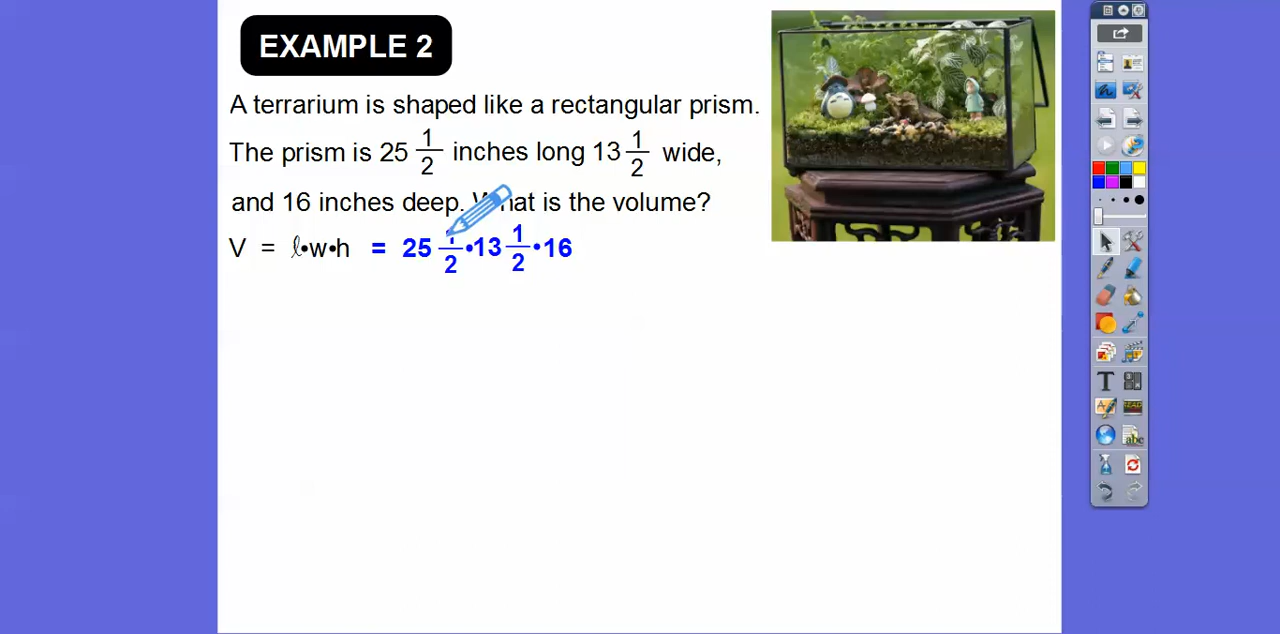 EXAMPLE 2
A terrarium is shaped like a rectangular prism.
The prism is 25 1/2 inches long 13 1/2 wide,
and 16 inches deep. What is the volume?
V = ℓ•w•h = 25 1/2 •13 1/2 •16